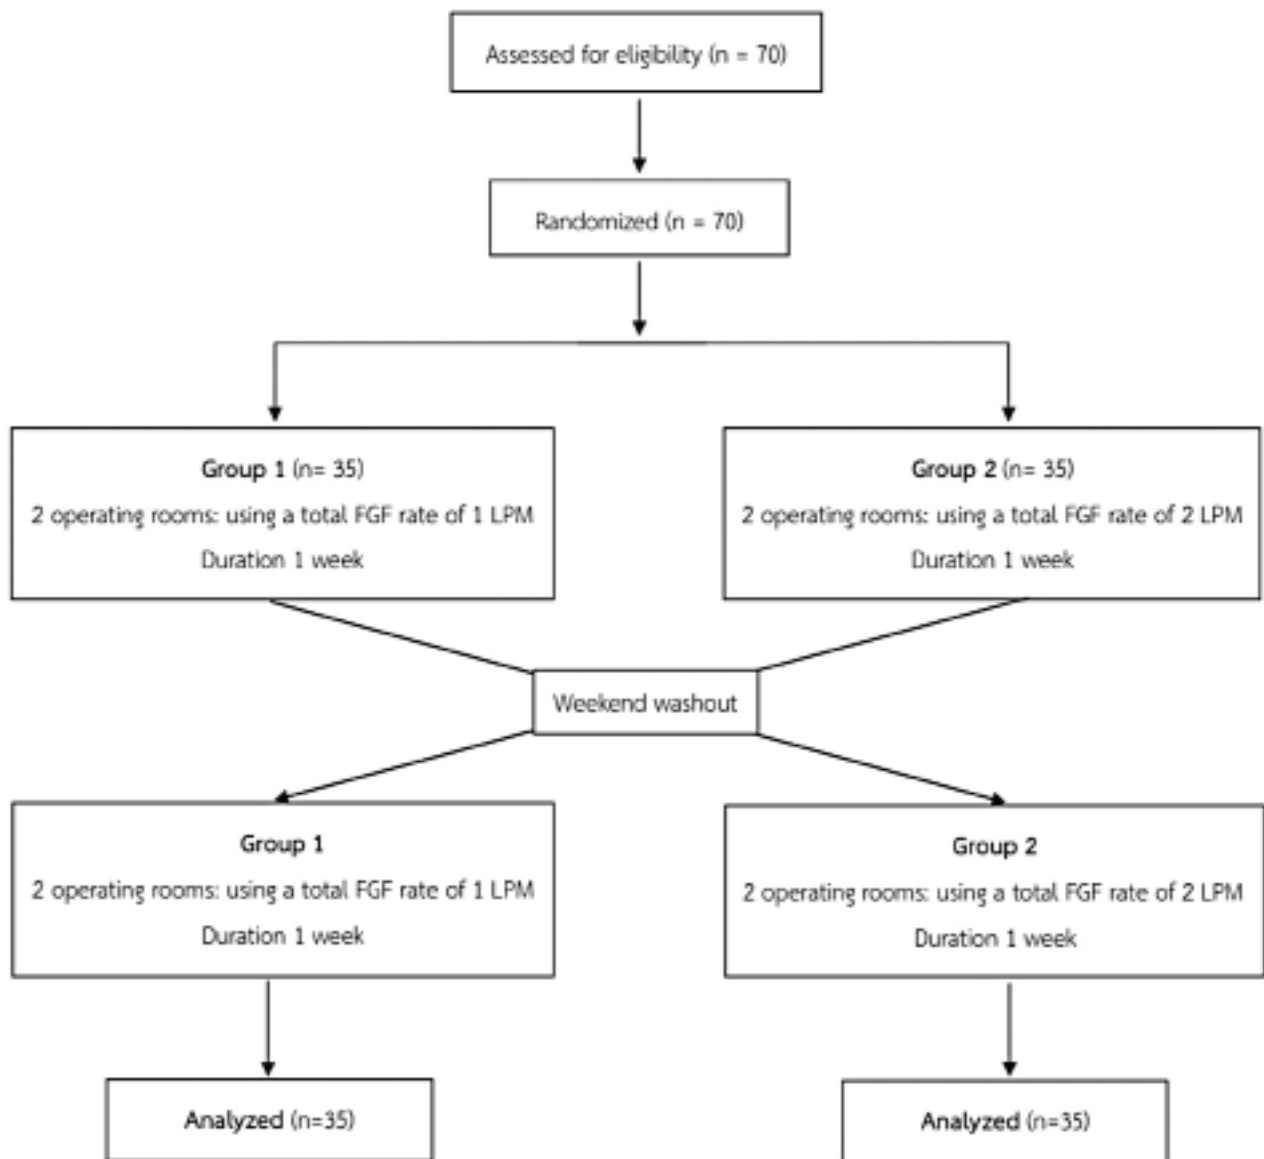 Assessed for eligibility (n = 70)
Randomized (n = 70)
Group 1 (n= 35)
2 operating rooms: using a total FGF rate of 1 LPM
Duration 1 week
Group 2 (n= 35)
2 operating rooms: using a total FGF rate of 2 LPM
Duration 1 week
Weekend washout
Group 1
2 operating rooms: using a total FGF rate of 1 LPM
Duration 1 week
Group 2
2 operating rooms: using a total FGF rate of 2 LPM
Duration 1 week
Analyzed (n=35)
Analyzed (n=35)